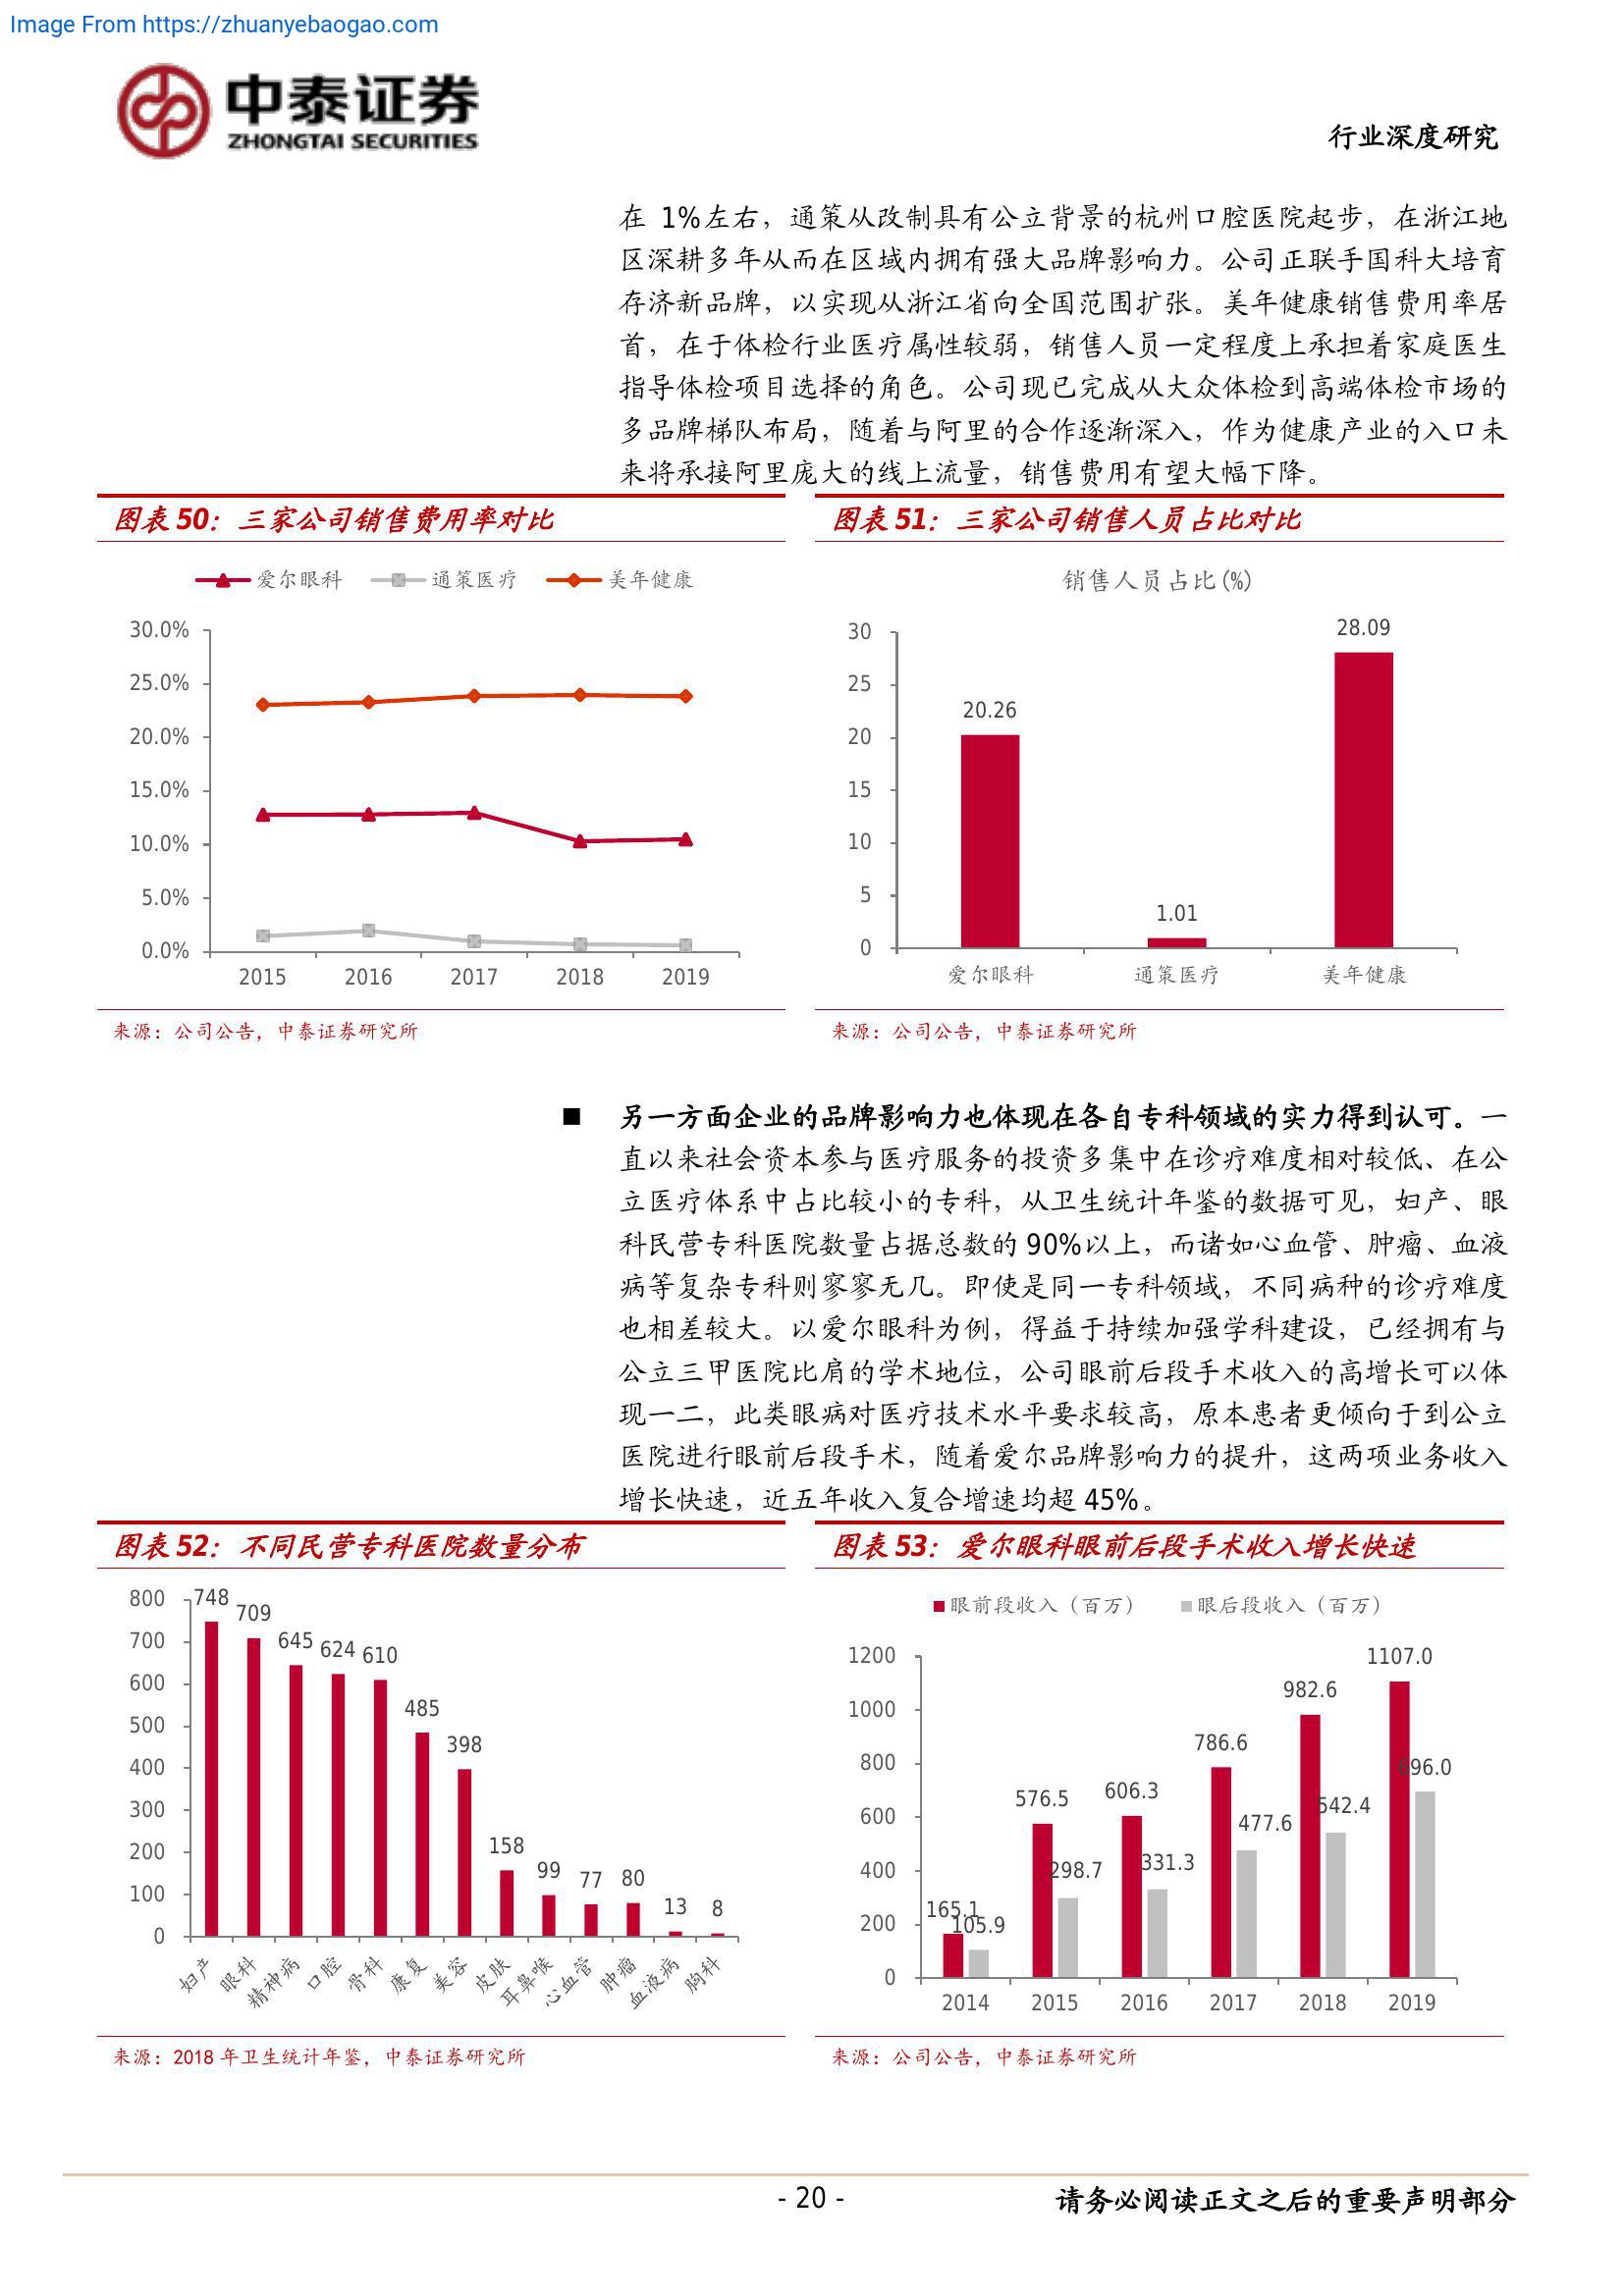 Image From https://zhuanyebaogao.com
中泰证券
ZHONGTAI SECURITIES
行业深度研究
在 1%左右，通策从改制具有公立背景的杭州口腔医院起步，在浙江地
区深耕多年从而在区域内拥有强大品牌影响力。公司正联手国科大培育
存济新品牌，以实现从浙江省向全国范围扩张。美年健康销售费用率居
首，在于体检行业医疗属性较弱，销售人员一定程度上承担着家庭医生
指导体检项目选择的角色。公司现已完成从大众体检到高端体检市场的
多品牌梯队布局，随着与阿里的合作逐渐深入，作为健康产业的入口未
来将承接阿里庞大的线上流量，销售费用有望大幅下降。
图表 50：三家公司销售费用率对比
爱尔眼科 通策医疗 美年健康
30.0%
25.0%
20.0%
15.0%
10.0%
5.0%
0.0%
2015 2016 2017 2018 2019
来源：公司公告，中泰证券研究所
图表 51：三家公司销售人员占比对比
销售人员占比(%)
30
25
20
15
10
5
0
20.26
1.01
28.09
爱尔眼科 通策医疗 美年健康
来源：公司公告，中泰证券研究所
■ 另一方面企业的品牌影响力也体现在各自专科领域的实力得到认可。一
直以来社会资本参与医疗服务的投资多集中在诊疗难度相对较低、在公
立医疗体系中占比较小的专科，从卫生统计年鉴的数据可见，妇产、眼
科民营专科医院数量占据总数的 90%以上，而诸如心血管、肿瘤、血液
病等复杂专科则寥寥无几。即使是同一专科领域，不同病种的诊疗难度
也相差较大。以爱尔眼科为例，得益于持续加强学科建设，已经拥有与
公立三甲医院比肩的学术地位，公司眼前后段手术收入的高增长可以体
现一二，此类眼病对医疗技术水平要求较高，原本患者更倾向于到公立
医院进行眼前后段手术，随着爱尔品牌影响力的提升，这两项业务收入
增长快速，近五年收入复合增速均超 45%。
图表 52：不同民营专科医院数量分布
800
700
600
500
400
300
200
100
0
748 709 645 624 610 485 398 158 99 77 80 13 8
妇产 眼科 精神病 口腔 骨科 康复 美容 皮肤 耳鼻喉 心血管 肿瘤 血液病 胸科
来源：2018 年卫生统计年鉴，中泰证券研究所
图表 53：爱尔眼科眼前后段手术收入增长快速
眼前段收入（百万） 眼后段收入（百万）
1200
1000
800
600
400
200
0
165.1 576.5 606.3 786.6 982.6 1107.0
105.9 298.7 331.3 477.6 542.4 696.0
2014 2015 2016 2017 2018 2019
来源：公司公告，中泰证券研究所
- 20 -
请务必阅读正文之后的重要声明部分